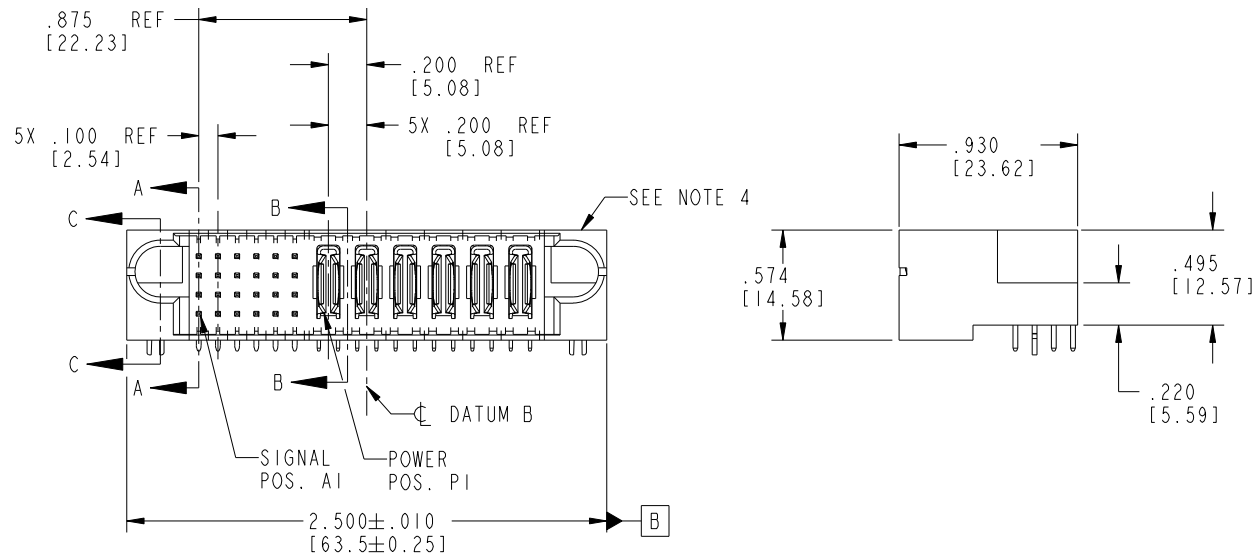 .875 REF
[22.23]
.200 REF
[5.08]
5X .100 REF
[2.54]
5X .200 REF
[5.08]
.930
[23.62]
A
B
SEE NOTE 4
C
.574
[14.58]
.495
[12.57]
C
B
A
℄ DATUM B
.220
[5.59]
SIGNAL
POS. A1
POWER
POS. P1
2.500±.010
[63.5±0.25]
B